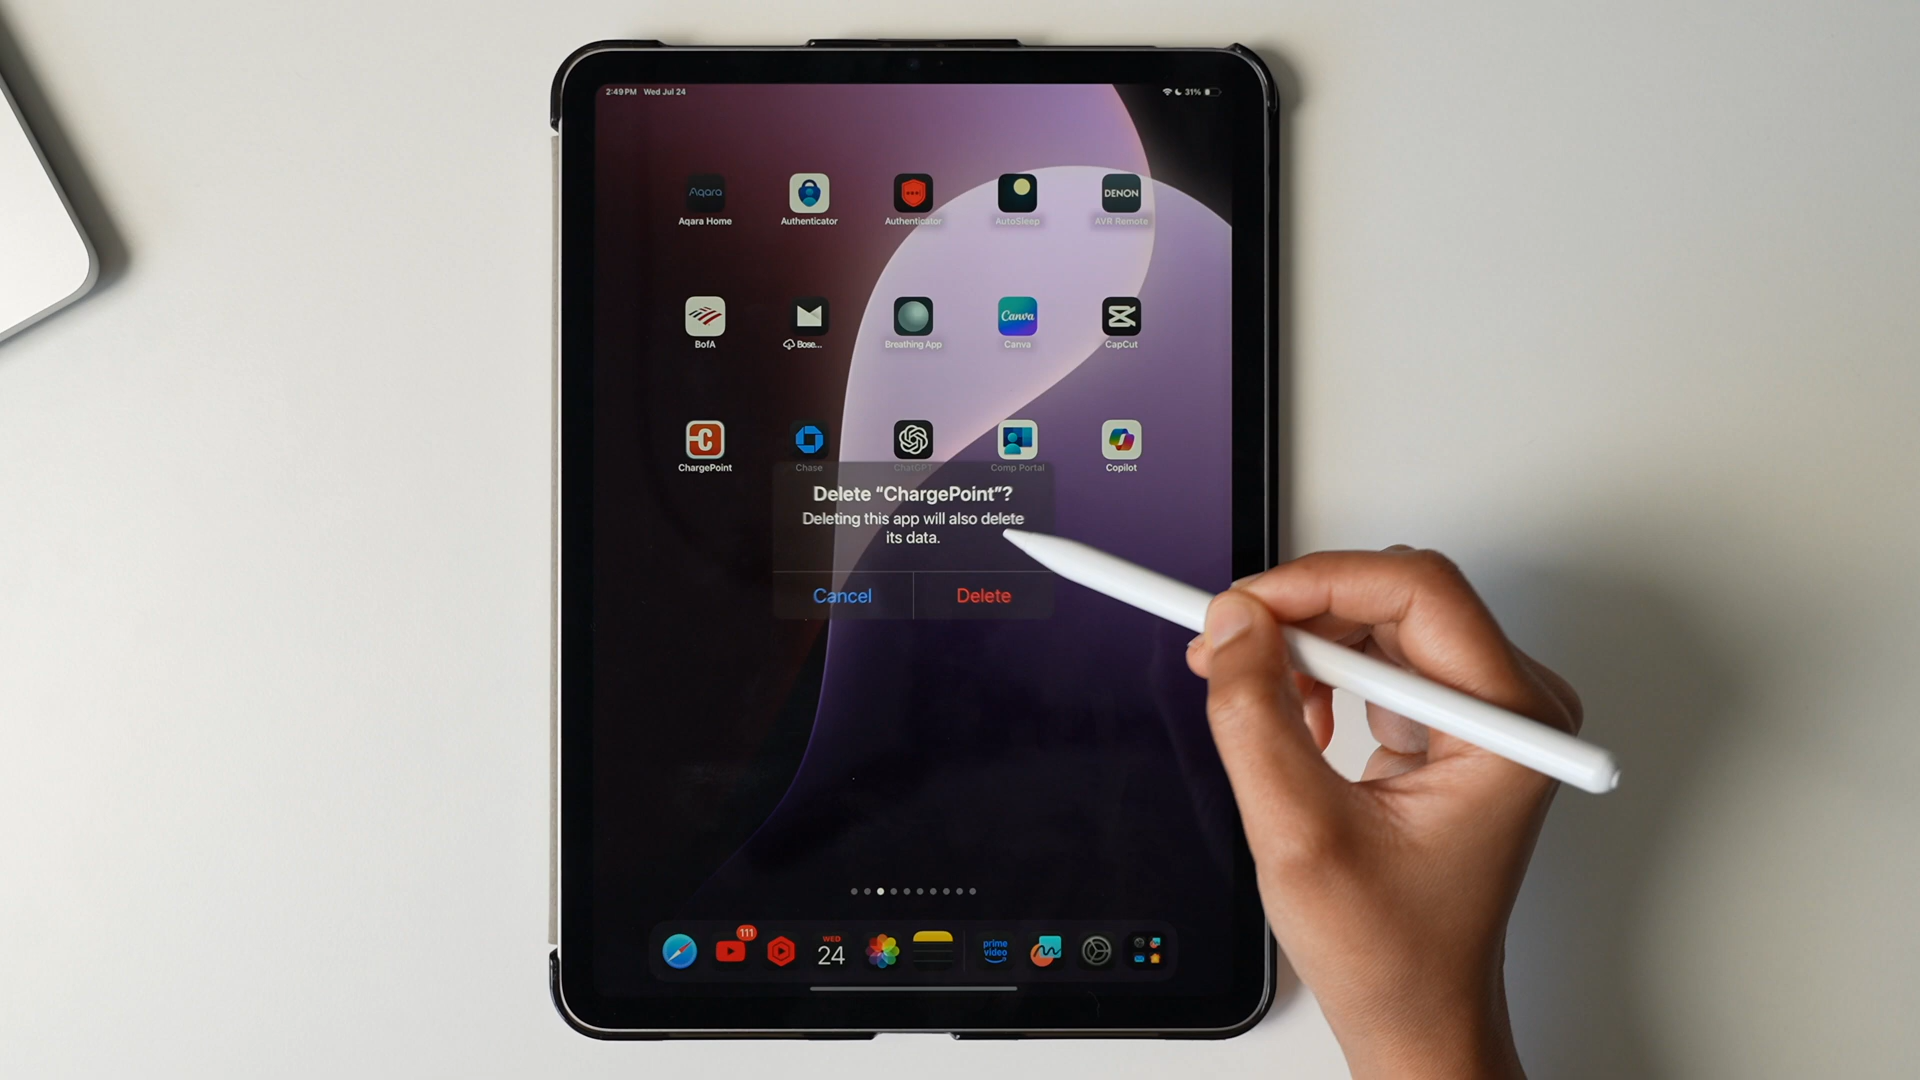 2:49 PM Wed Jul 24
31%
Aqara DENON
Aqara Home Authenticator Authenticator AutoSleep AVR Remote
Canva
BofA Bose... Breathing App Canva CapCut
C
ChargePoint Chase ChatGPT Comp Portal Copilot
Delete “ChargePoint”?
Deleting this app will also delete
its data.
Cancel Delete
111
WED
24
prime
video